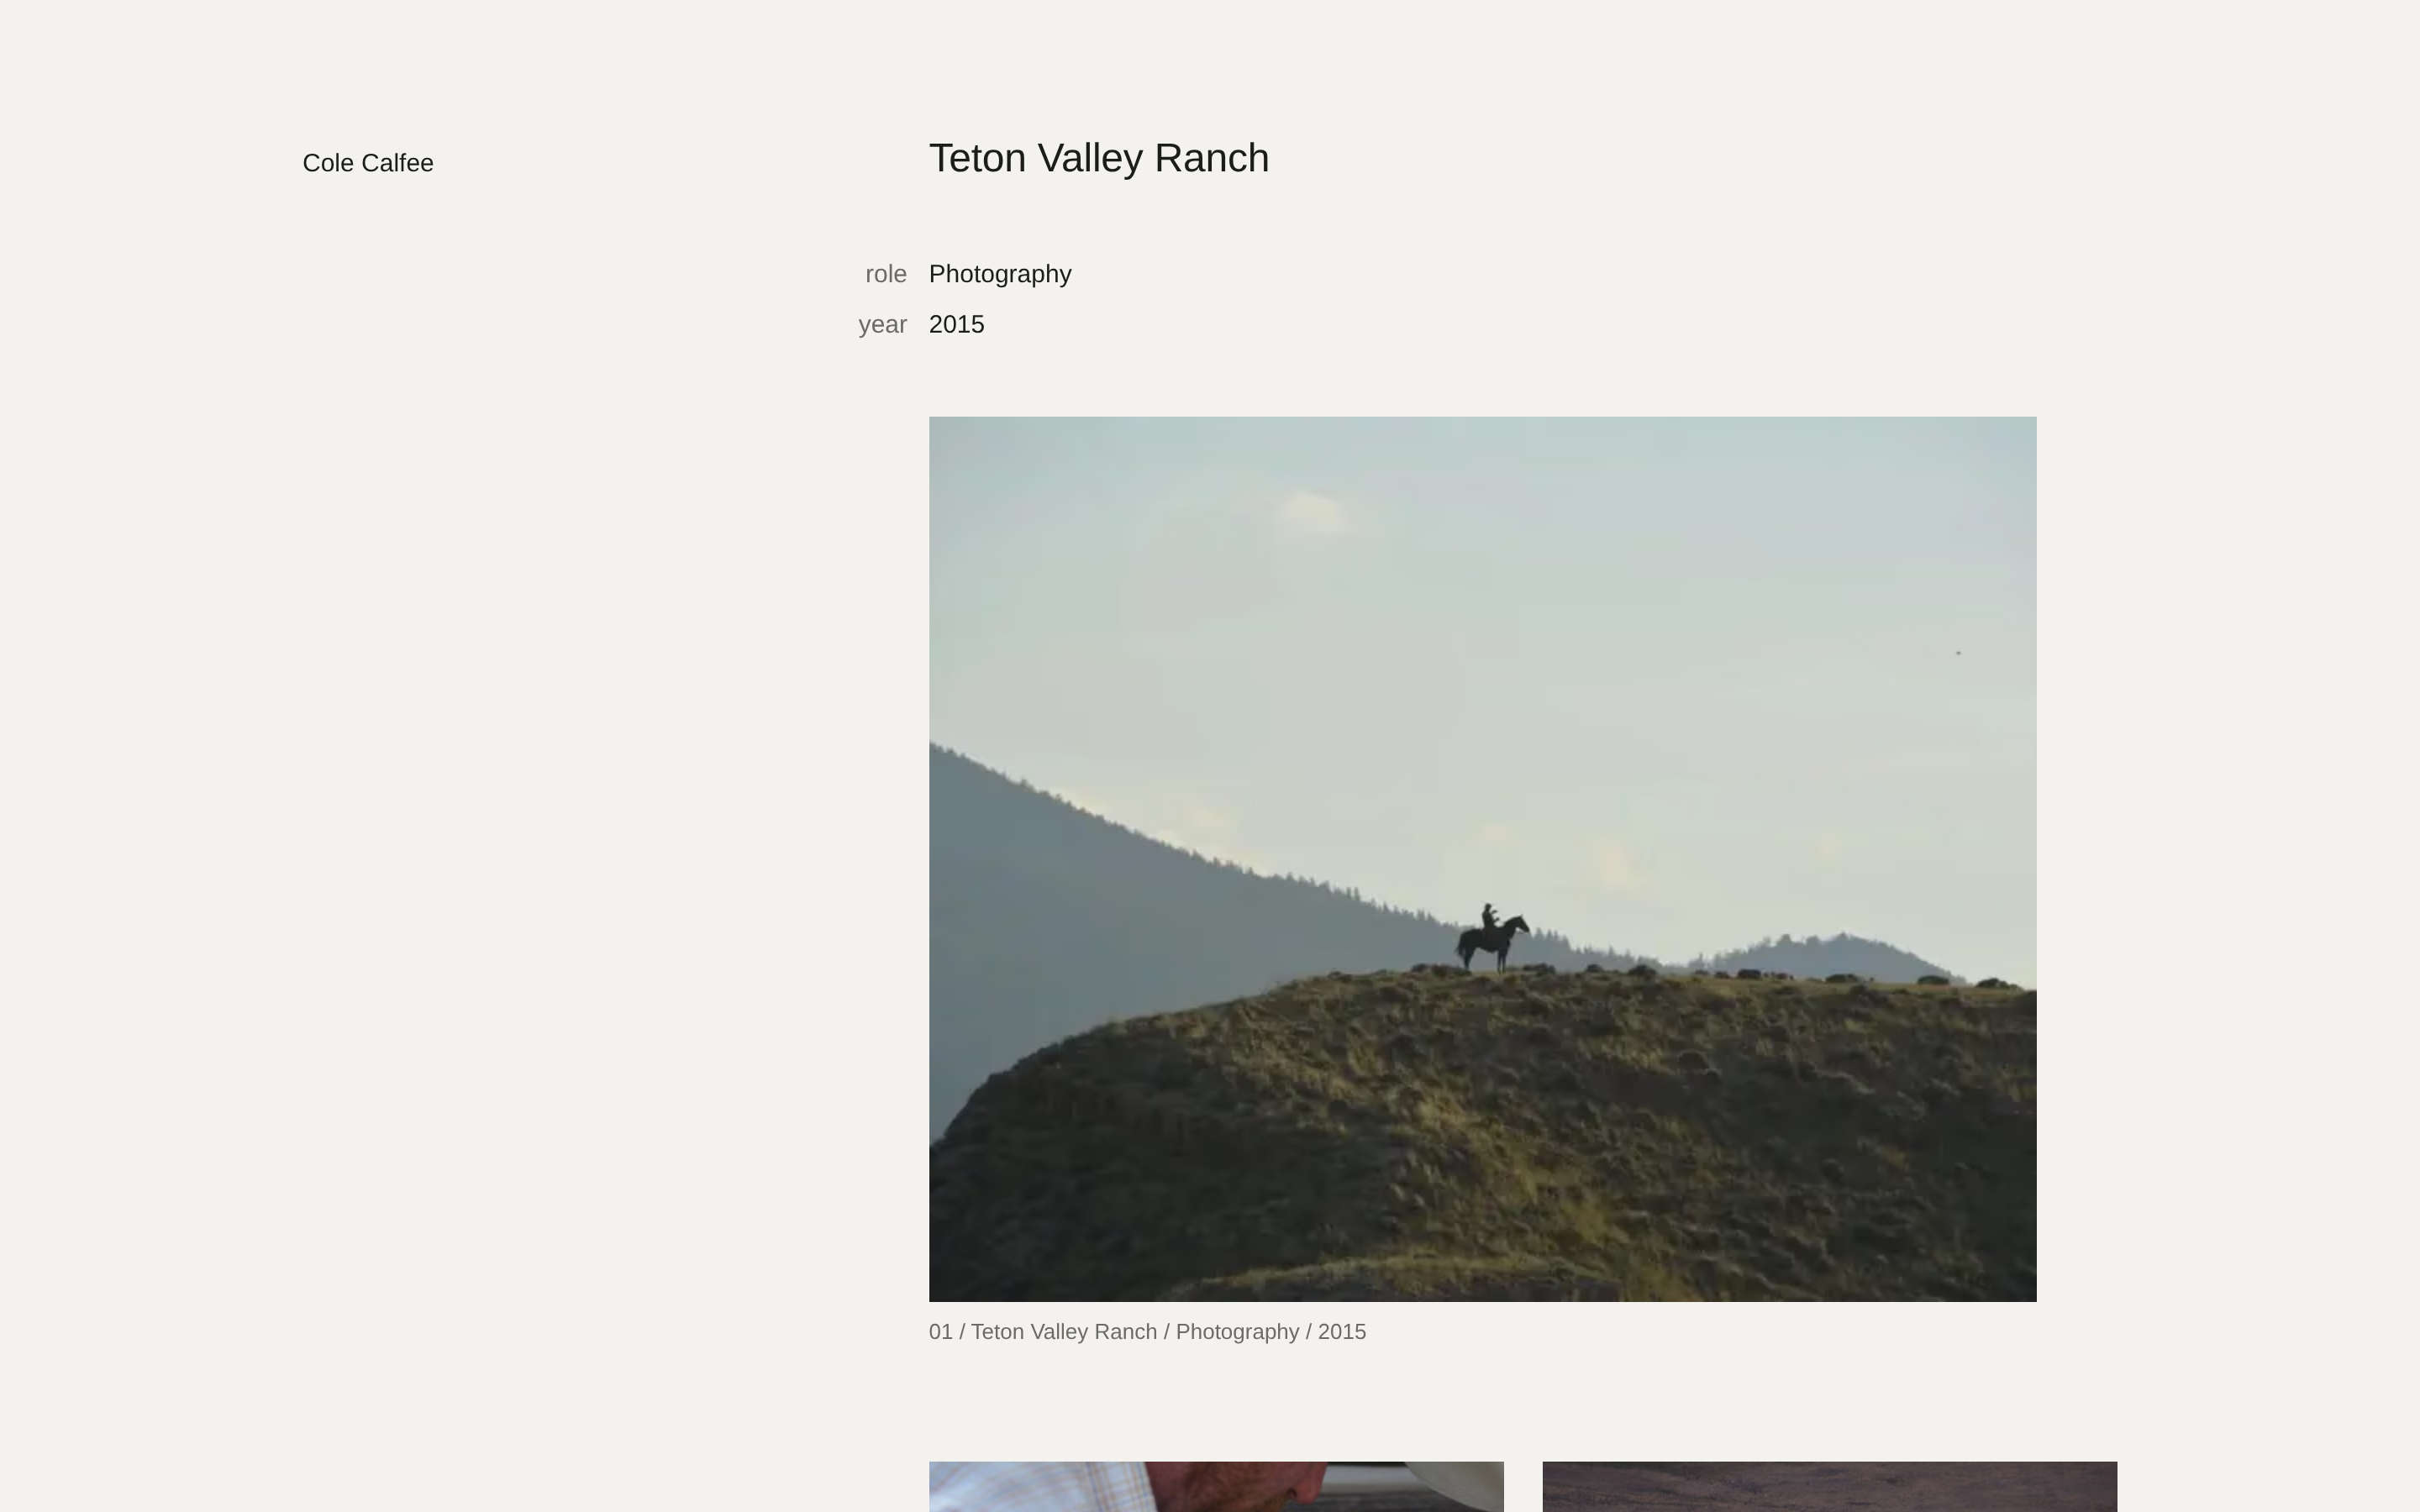 Cole Calfee
Teton Valley Ranch
role Photography
year 2015
01 / Teton Valley Ranch / Photography / 2015